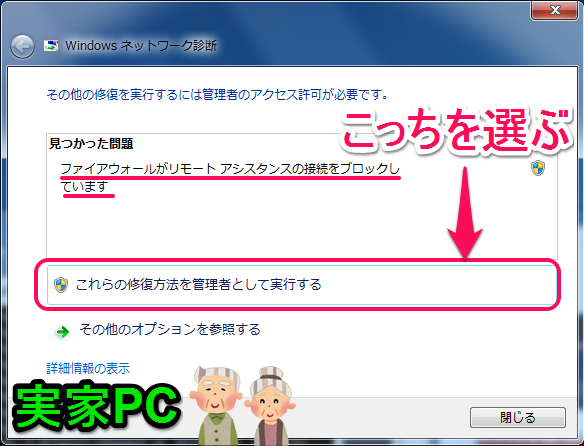 Windows ネットワーク診断
その他の修復を実行するには管理者のアクセス許可が必要です。
こっちを選ぶ
見つかった問題
ファイアウォールがリモート アシスタンスの接続をブロックし
ています
これらの修復方法を管理者として実行する
その他のオプションを参照する
詳細情報の表示
実家PC
閉じる